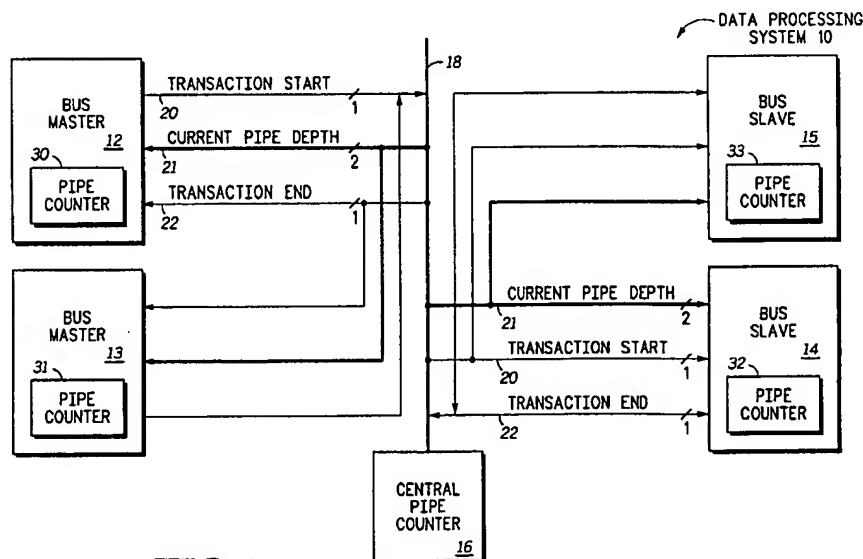 DATA PROCESSING
SYSTEM 10
18
TRANSACTION START
20
1
CURRENT PIPE DEPTH
21
2
TRANSACTION END
22
1
BUS
MASTER
12
30
PIPE
COUNTER
BUS
MASTER
13
31
PIPE
COUNTER
BUS
SLAVE
15
33
PIPE
COUNTER
CURRENT PIPE DEPTH
21
2
TRANSACTION START
20
1
TRANSACTION END
22
1
BUS
SLAVE
14
32
PIPE
COUNTER
CENTRAL
PIPE
COUNTER
16